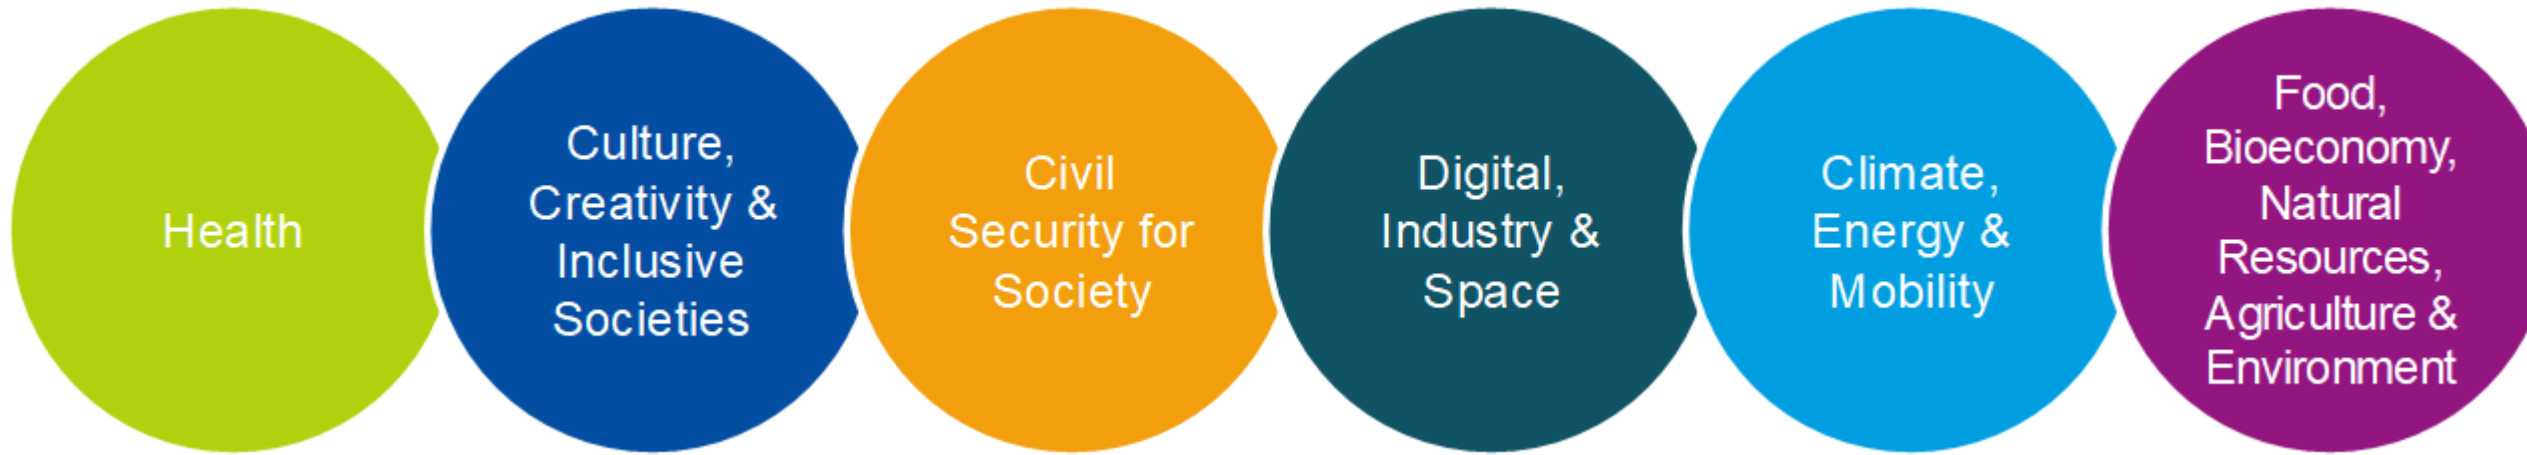 Health
Culture,
Creativity &
Inclusive
Societies
Civil
Security for
Society
Digital,
Industry &
Space
Climate,
Energy &
Mobility
Food,
Bioeconomy,
Natural
Resources,
Agriculture &
Environment